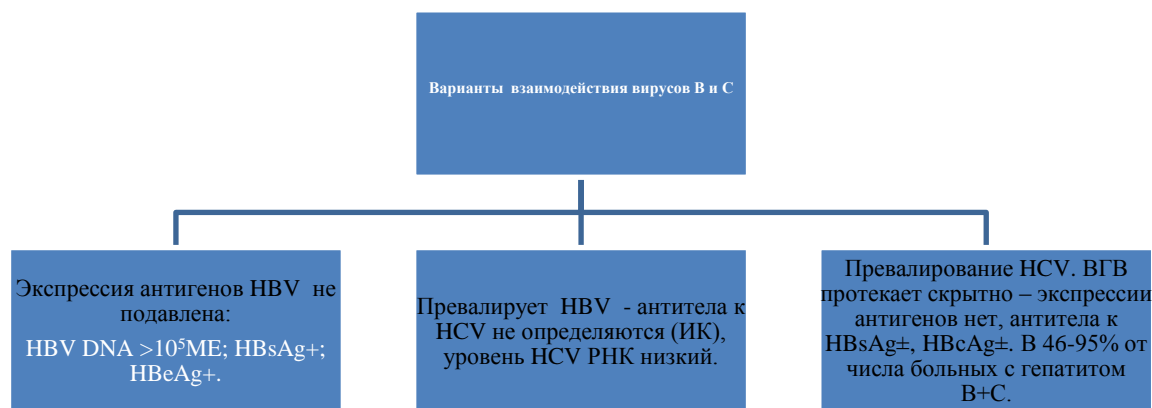 Варианты взаимодействия вирусов В и С
Экспрессия антигенов HBV не
подавлена:
HBV DNA >10⁵МЕ; HBsAg+;
HBeAg+.
Превалирует HBV - антитела к
HCV не определяются (ИК),
уровень HCV РНК низкий.
Превалирование HCV. ВГВ
протекает скрытно – экспрессии
антигенов нет, антитела к
HBsAg±, HBcAg±. В 46-95% от
числа больных с гепатитом
В+С.